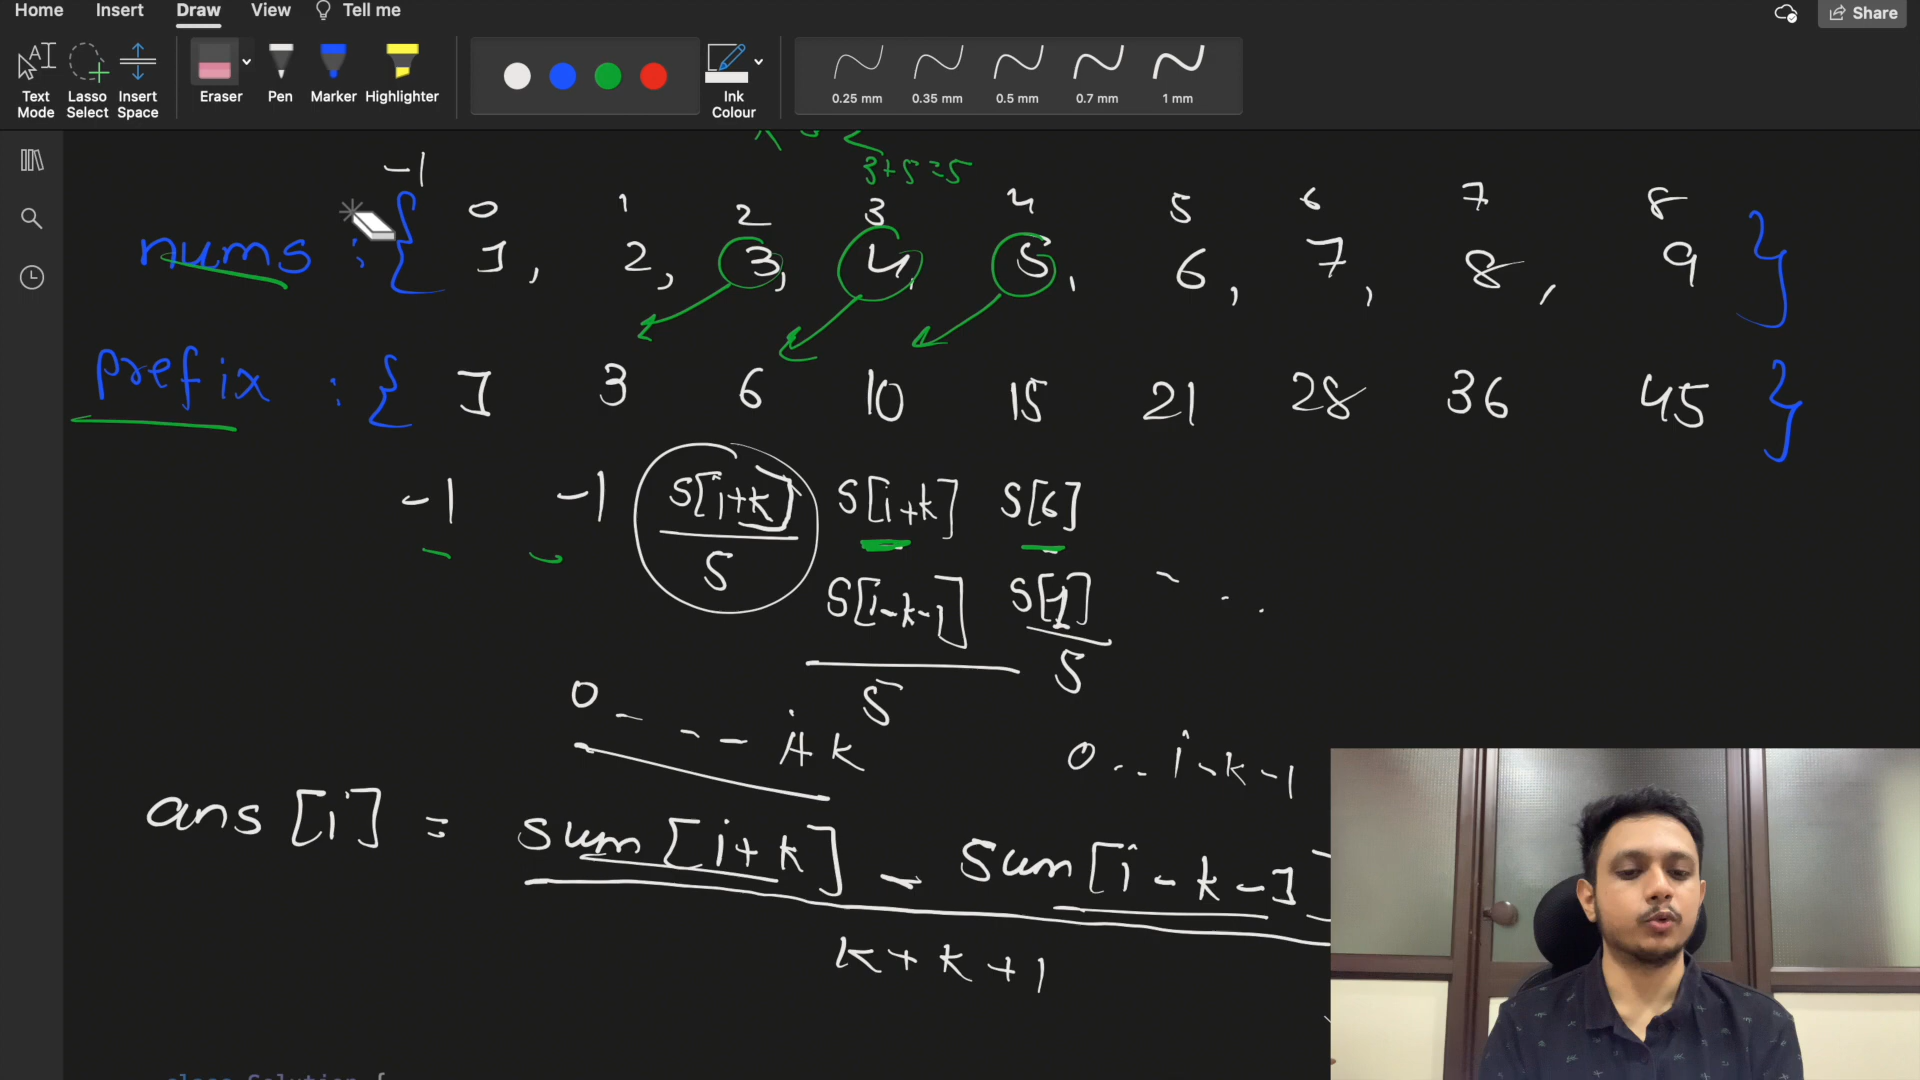 Home Insert Draw View Tell me Share
Text Mode Lasso Select Insert Space Eraser Pen Marker Highlighter Ink Colour 0.25 mm 0.35 mm 0.5 mm 0.7 mm 1 mm
3+5=5
-1
0 1 2 3 4 5 6 7 8
nums : { 1, 2, 3, 4, 5, 6, 7, 8, 9 }
prefix : { 1 3 6 10 15 21 28 36 45 }
-1 -1 S[i+k] S[i+k] S[6]
5 S[i-k-1] S[1] - . .
5 5
0 - - - - i+k 0 .. i-k-1
ans [i] = sum [i+k] - sum [i-k-1]
k+k+1
class Solution {